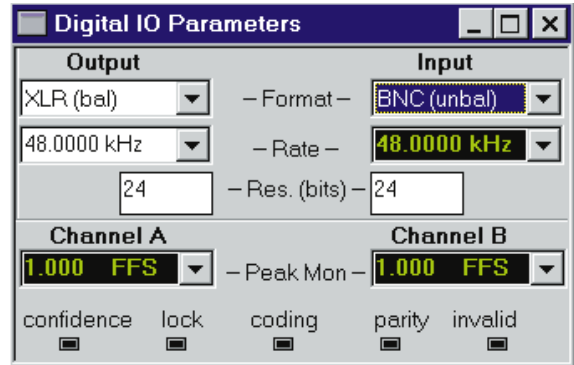 Digital IO Parameters
Output Input
XLR (bal) – Format – BNC (unbal)
48.0000 kHz – Rate – 48.0000 kHz
24 – Res. (bits) – 24
Channel A Channel B
1.000 FFS – Peak Mon – 1.000 FFS
confidence lock coding parity invalid